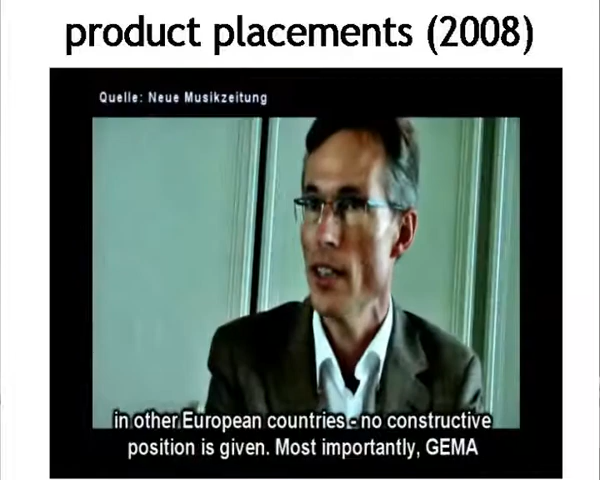 product placements (2008)
Quelle: Neue Musikzeitung
in other European countries - no constructive
position is given. Most importantly, GEMA